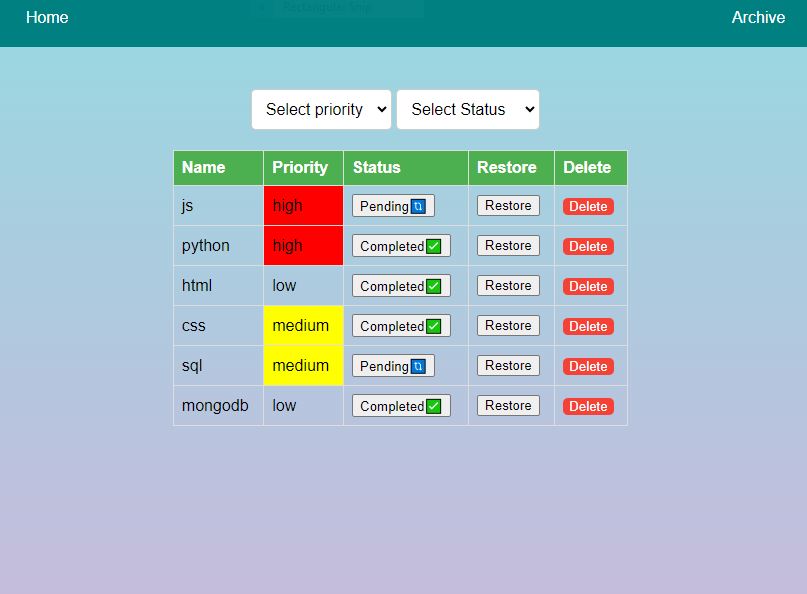 Home Rectangular Snip Archive
Select priority Select Status
Name Priority Status Restore Delete
js high Pending🔃 Restore Delete
python high Completed✅ Restore Delete
html low Completed✅ Restore Delete
css medium Completed✅ Restore Delete
sql medium Pending🔃 Restore Delete
mongodb low Completed✅ Restore Delete